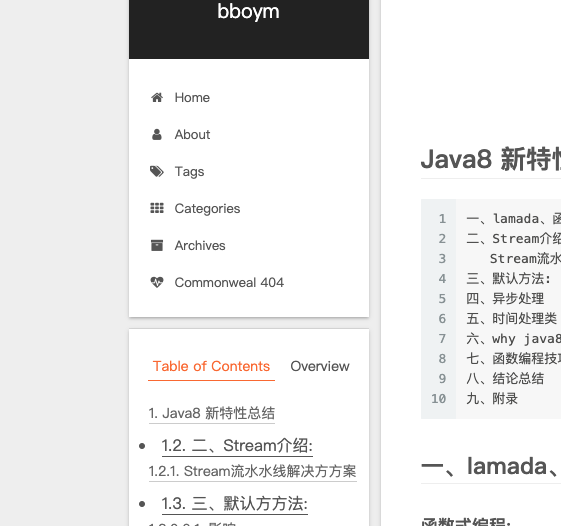 bboym
Home
About
Tags
Categories
Archives
Commonweal 404
Table of Contents Overview
1. Java8 新特性总结
1.2. 二、Stream介绍:
1.2.1. Stream流水水线解决方方案
1.3. 三、默认方方法:
Java8 新特
1 一、lamada、
2 二、Stream介
3 Stream流水
4 三、默认方法:
5 四、异步处理
6 五、时间处理类
7 六、why java8
8 七、函数编程技
9 八、结论总结
10 九、附录
一、lamada、
函数式编程: